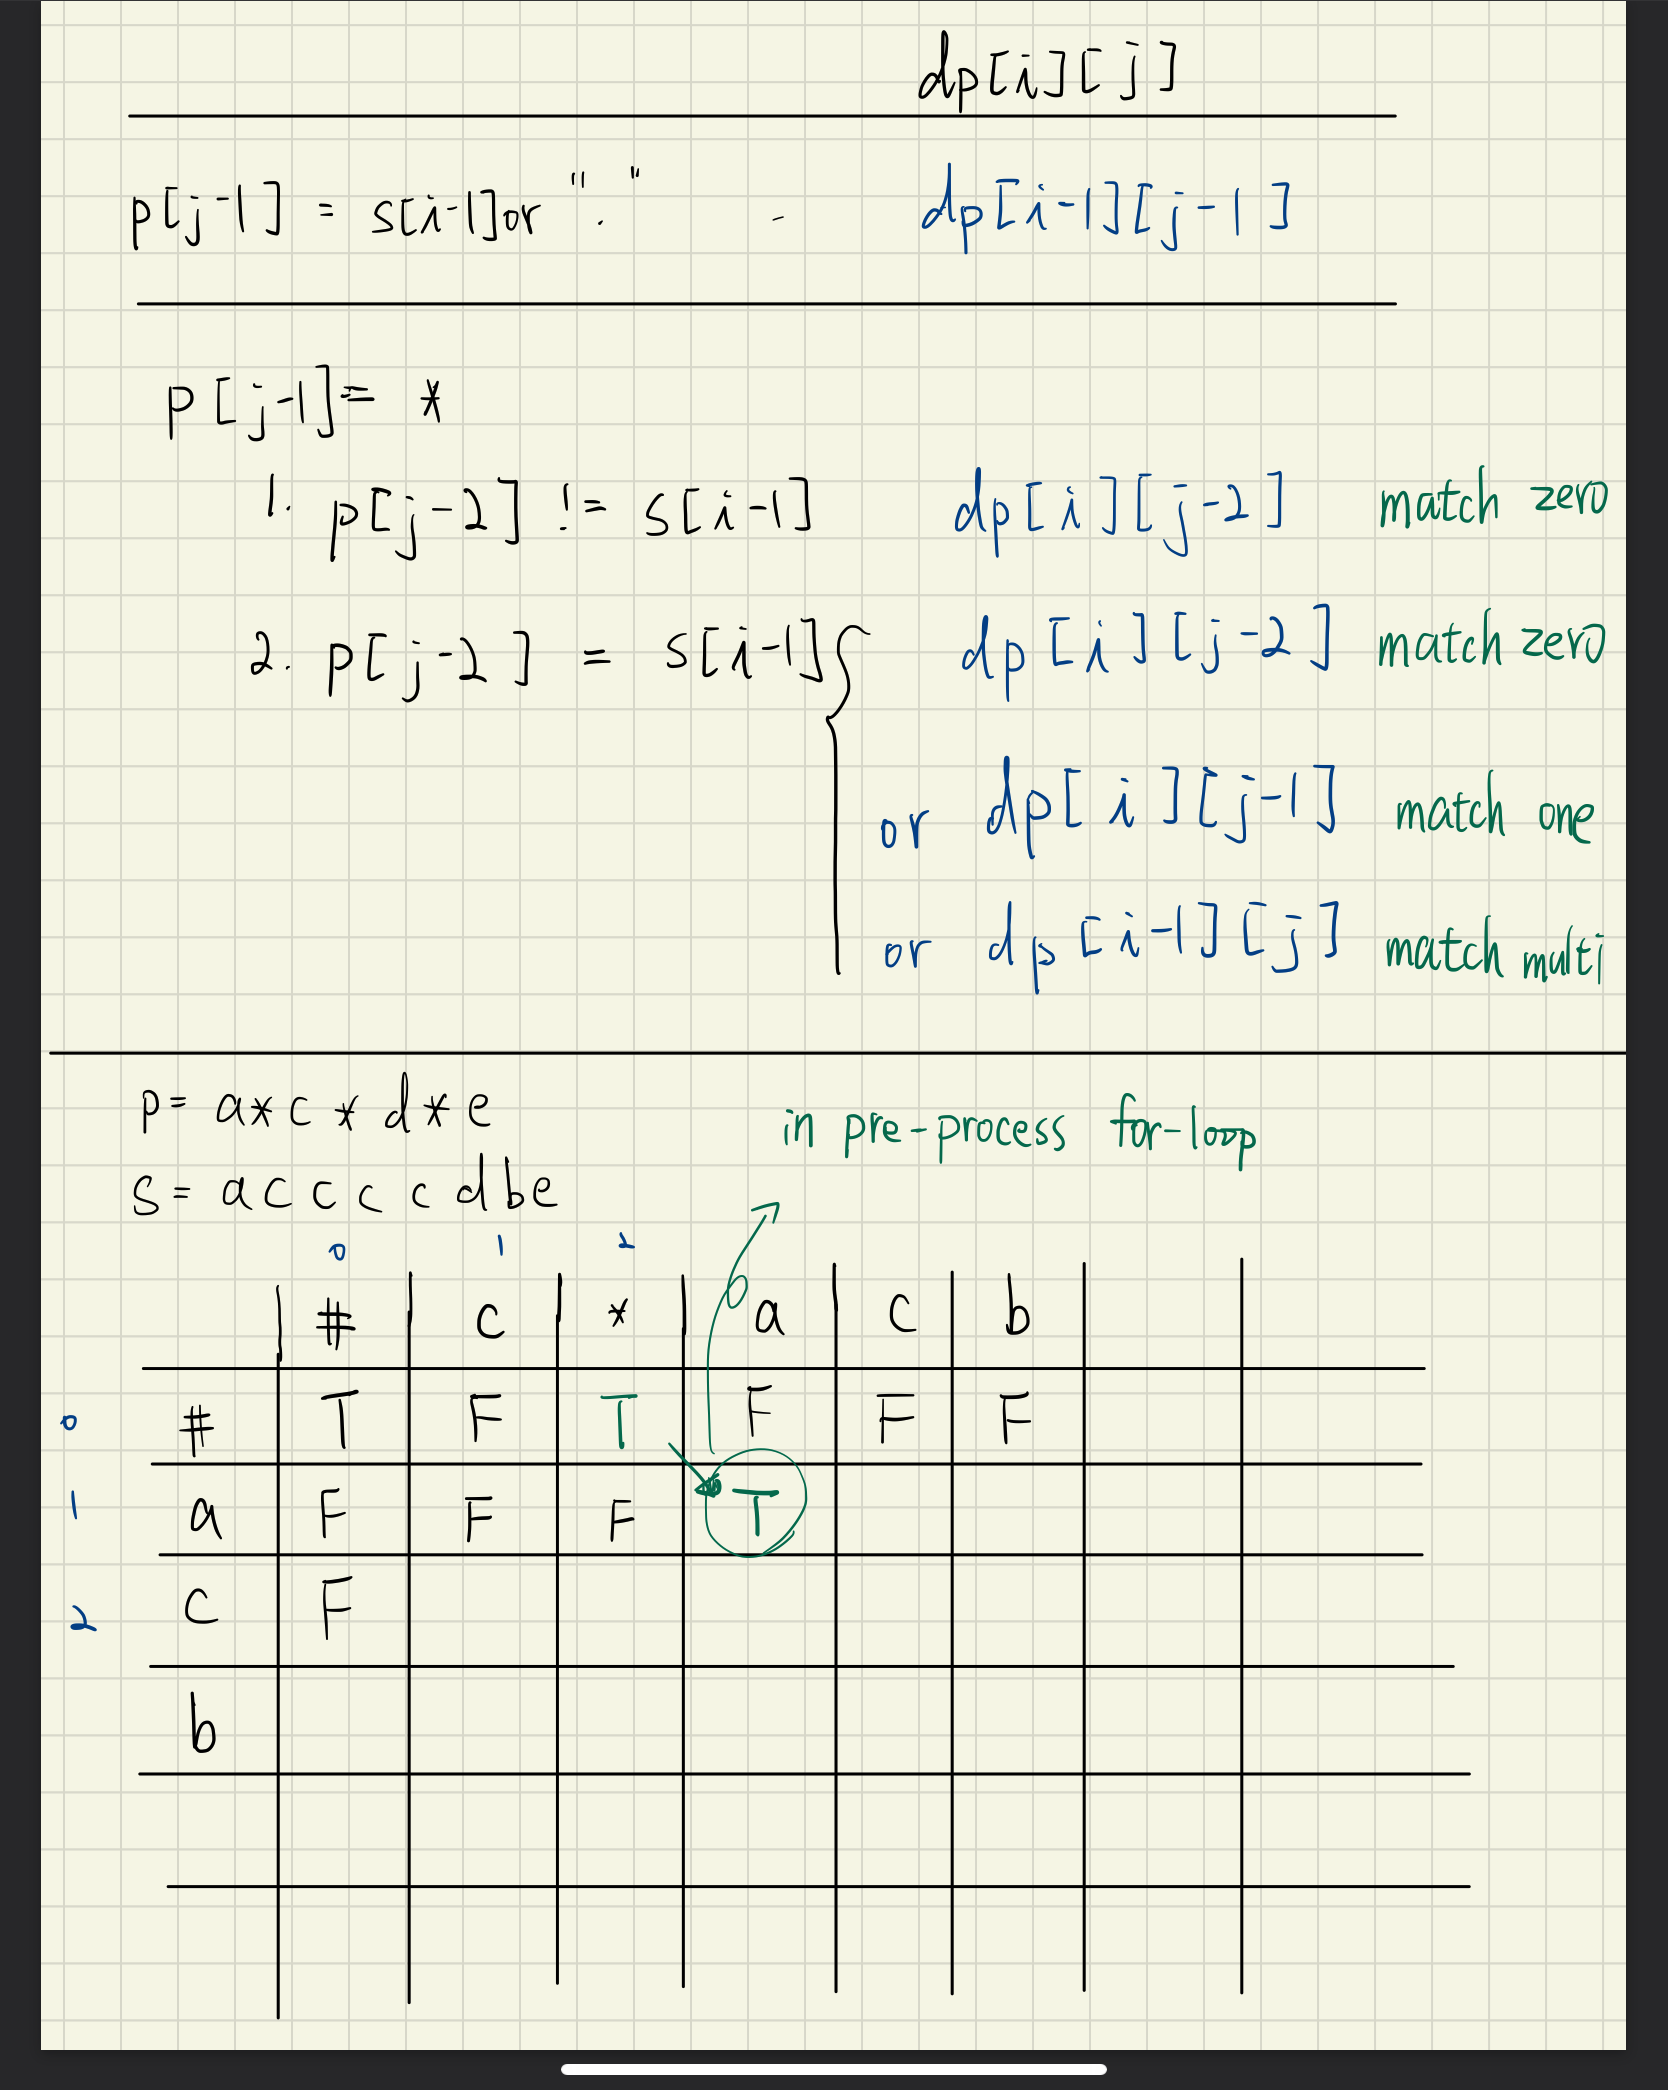 dp[i][j]
p[j-1] = s[i-1] or "." - dp[i-1][j-1]
p[j-1] = *
1. p[j-2] != s[i-1] dp[i][j-2] match zero
2. p[j-2] = s[i-1] { dp[i][j-2] match zero
or dp[i][j-1] match one
or dp[i-1][j] match multi
p= a*c*d*e
in pre-process for-loop
s= accccdbe
0 1 2
# c * a c b
0 # T F T F F F
1 a F F F T
2 c F
b